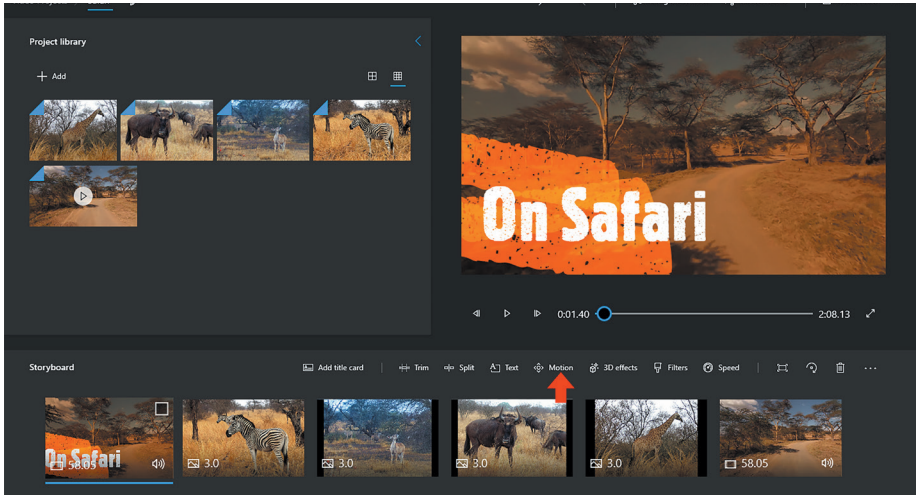 Project library
Add
On Safari
0:01.40
2:08.13
Storyboard
Add title card
Trim
Split
Text
Motion
3D effects
Filters
Speed
On Safari
58.05
3.0
3.0
3.0
3.0
58.05